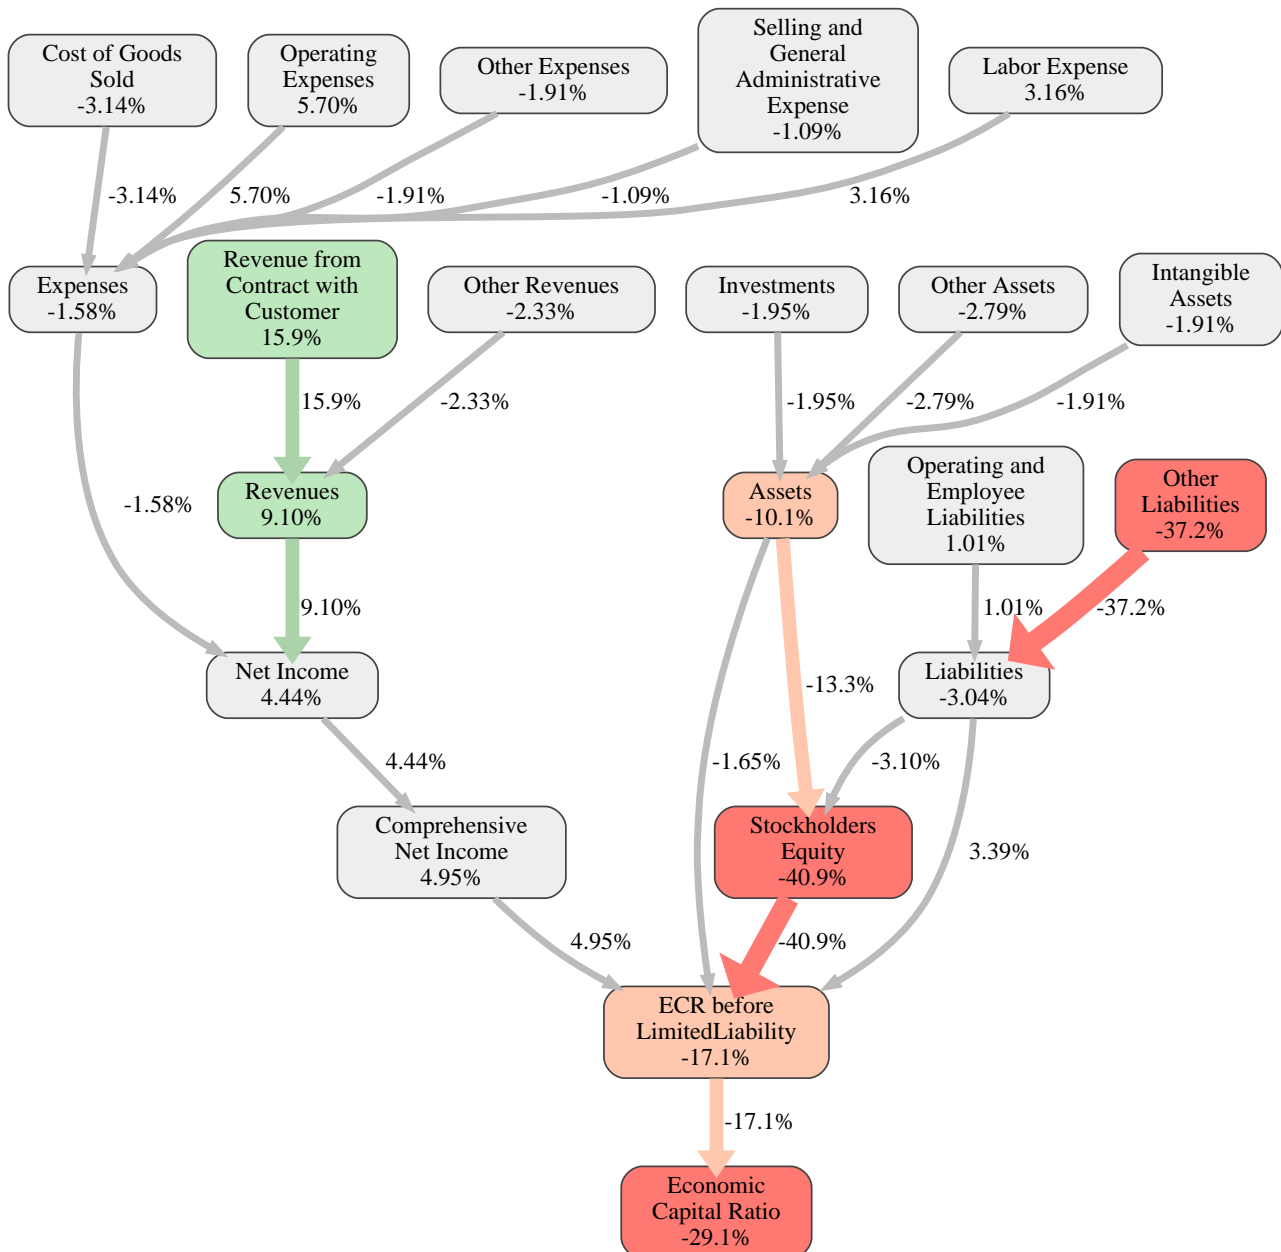 Cost of Goods
Sold
-3.14%
Operating
Expenses
5.70%
Other Expenses
-1.91%
Selling and
General
Administrative
Expense
-1.09%
Labor Expense
3.16%
-3.14%
5.70%
-1.91%
-1.09%
3.16%
Expenses
-1.58%
Revenue from
Contract with
Customer
15.9%
Other Revenues
-2.33%
Investments
-1.95%
Other Assets
-2.79%
Intangible
Assets
-1.91%
15.9%
-2.33%
-1.95%
-2.79%
-1.91%
-1.58%
Revenues
9.10%
Assets
-10.1%
Operating and
Employee
Liabilities
1.01%
Other
Liabilities
-37.2%
9.10%
1.01%
-37.2%
Net Income
4.44%
-13.3%
Liabilities
-3.04%
4.44%
-1.65%
-3.10%
Comprehensive
Net Income
4.95%
Stockholders
Equity
-40.9%
3.39%
4.95%
-40.9%
ECR before
LimitedLiability
-17.1%
-17.1%
Economic
Capital Ratio
-29.1%